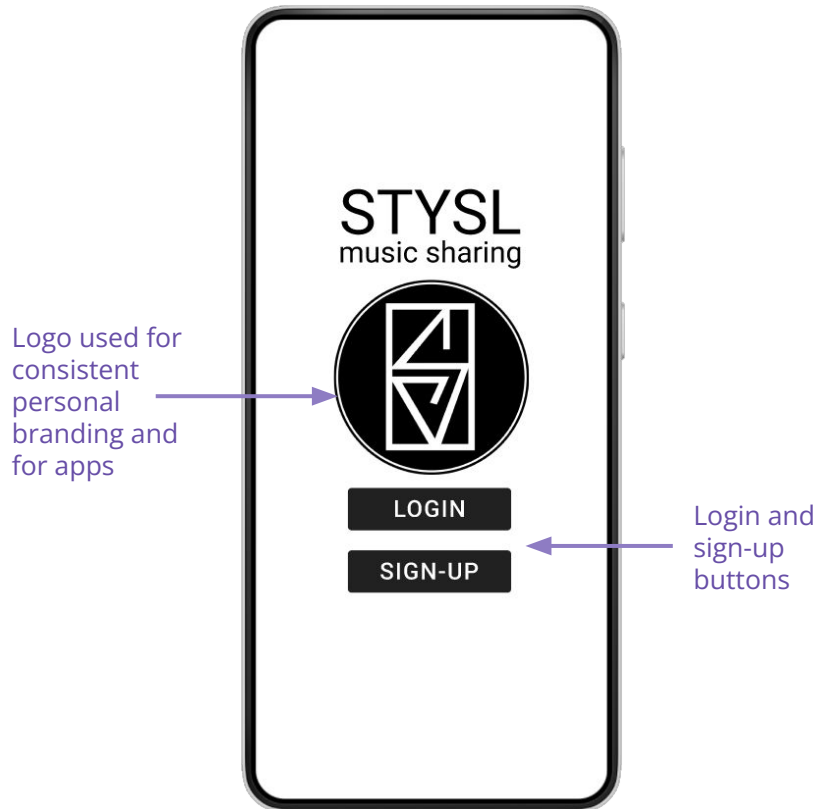 STYSL
music sharing
Logo used for
consistent
personal
branding and
for apps
LOGIN
SIGN-UP
Login and
sign-up
buttons